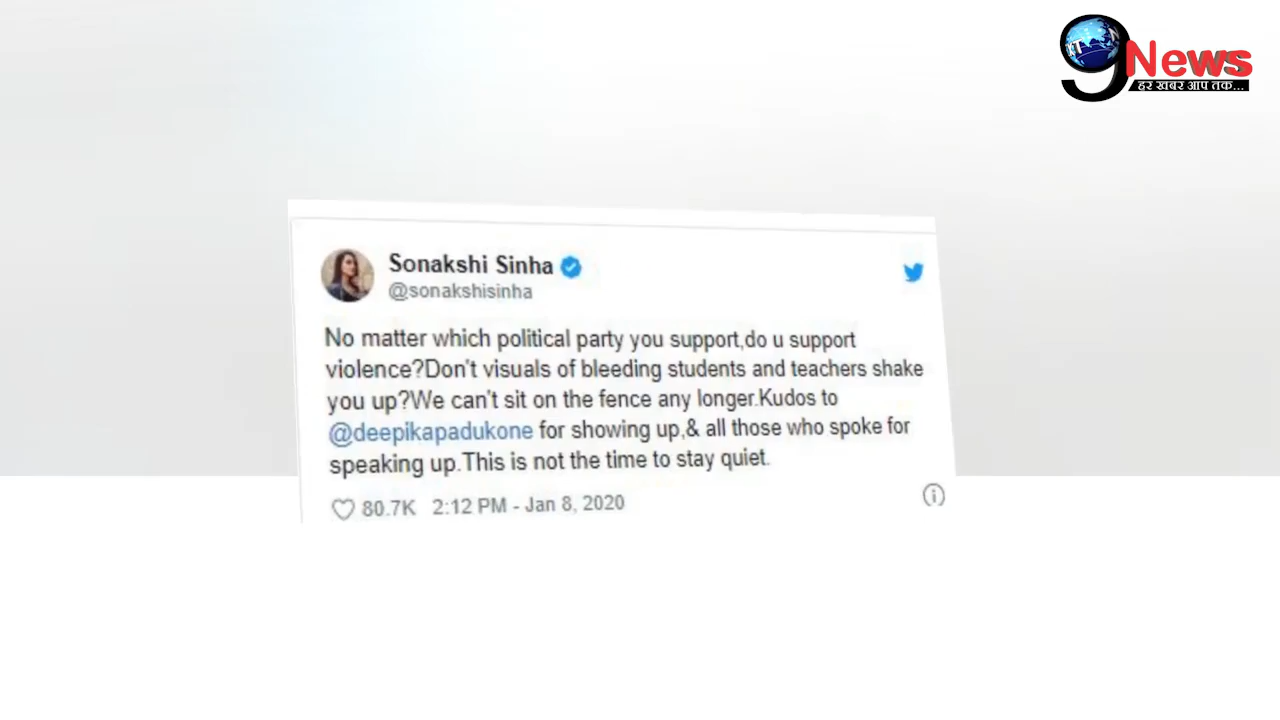 9 News
हर खबर आप तक...
Sonakshi Sinha
@sonakshisinha
No matter which political party you support,do u support
violence?Don't visuals of bleeding students and teachers shake
you up?We can't sit on the fence any longer.Kudos to
@deepikapadukone for showing up,& all those who spoke for
speaking up.This is not the time to stay quiet.
80.7K 2:12 PM - Jan 8, 2020